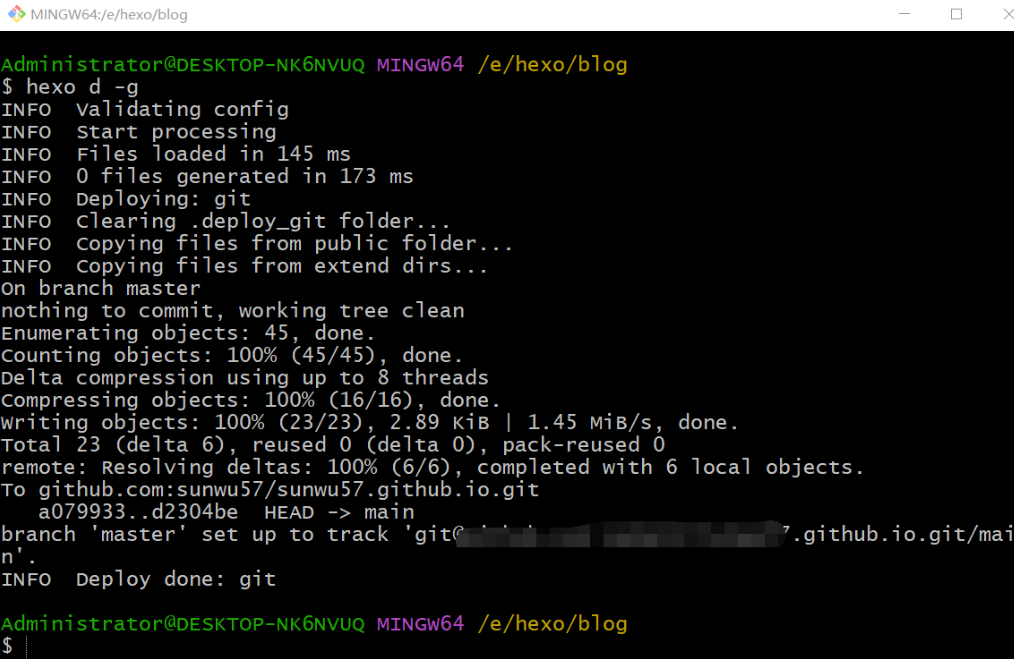 MINGW64:/e/hexo/blog
Administrator@DESKTOP-NK6NVUQ MINGW64 /e/hexo/blog
$ hexo d -g
INFO  Validating config
INFO  Start processing
INFO  Files loaded in 145 ms
INFO  0 files generated in 173 ms
INFO  Deploying: git
INFO  Clearing .deploy_git folder...
INFO  Copying files from public folder...
INFO  Copying files from extend dirs...
On branch master
nothing to commit, working tree clean
Enumerating objects: 45, done.
Counting objects: 100% (45/45), done.
Delta compression using up to 8 threads
Compressing objects: 100% (16/16), done.
Writing objects: 100% (23/23), 2.89 KiB | 1.45 MiB/s, done.
Total 23 (delta 6), reused 0 (delta 0), pack-reused 0
remote: Resolving deltas: 100% (6/6), completed with 6 local objects.
To github.com:sunwu57/sunwu57.github.io.git
   a079933..d2304be  HEAD -> main
branch 'master' set up to track 'git@ 7.github.io.git/mai
n'.
INFO  Deploy done: git
Administrator@DESKTOP-NK6NVUQ MINGW64 /e/hexo/blog
$